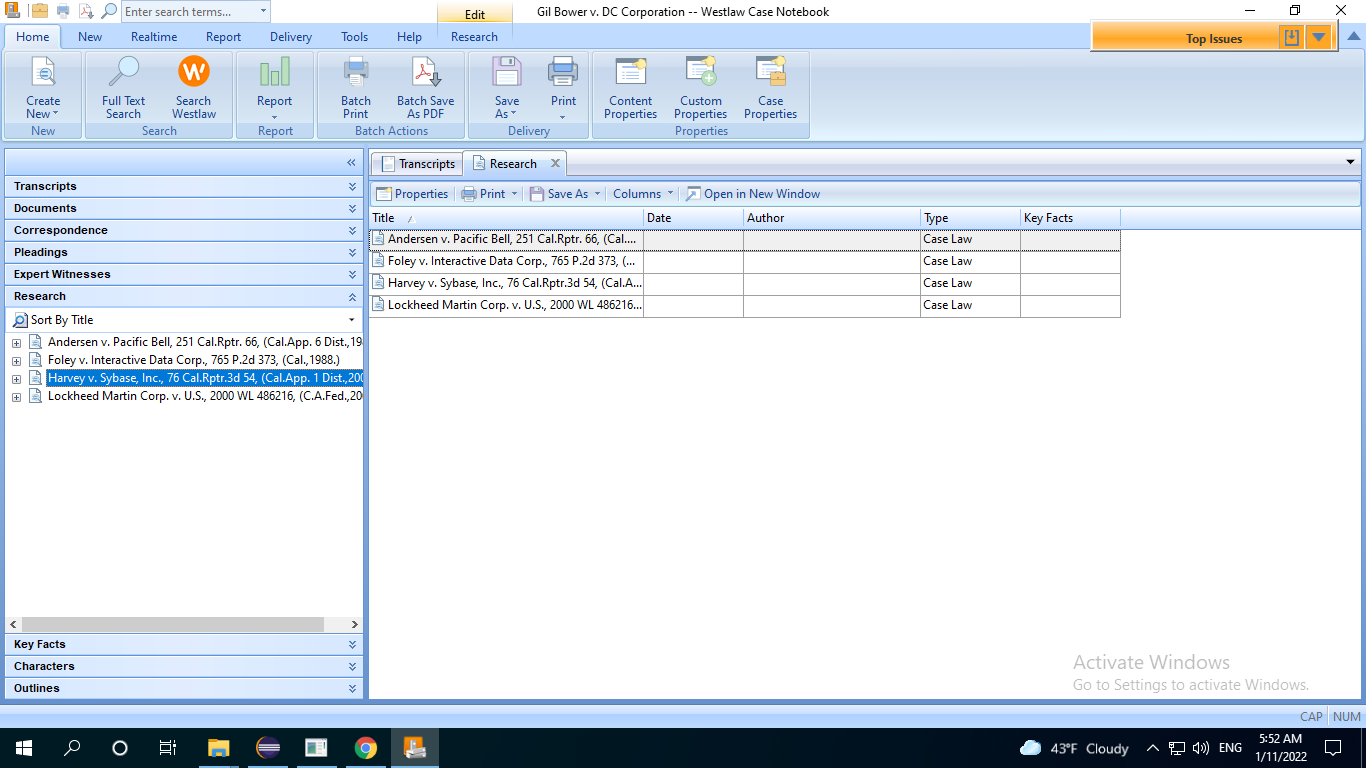 Enter search terms...
Edit
Gil Bower v. DC Corporation -- Westlaw Case Notebook
Home
New
Realtime
Report
Delivery
Tools
Help
Research
Top Issues
Create
New
Full Text
Search
Search
Westlaw
Report
Batch
Print
Batch Save
As PDF
Save
As
Print
Content
Properties
Custom
Properties
Case
Properties
New
Search
Report
Batch Actions
Delivery
Properties
Transcripts
Documents
Correspondence
Pleadings
Expert Witnesses
Research
Sort By Title
Andersen v. Pacific Bell, 251 Cal.Rptr. 66, (Cal.App. 6 Dist.,198
Foley v. Interactive Data Corp., 765 P.2d 373, (Cal.,1988.)
Harvey v. Sybase, Inc., 76 Cal.Rptr.3d 54, (Cal.App. 1 Dist.,200
Lockheed Martin Corp. v. U.S., 2000 WL 486216, (C.A.Fed.,200
Key Facts
Characters
Outlines
Transcripts
Research
Properties
Print
Save As
Columns
Open in New Window
Title
Date
Author
Type
Key Facts
Andersen v. Pacific Bell, 251 Cal.Rptr. 66, (Cal....
Case Law
Foley v. Interactive Data Corp., 765 P.2d 373, (...
Case Law
Harvey v. Sybase, Inc., 76 Cal.Rptr.3d 54, (Cal.A...
Case Law
Lockheed Martin Corp. v. U.S., 2000 WL 486216...
Case Law
Activate Windows
Go to Settings to activate Windows.
CAP
NUM
43°F Cloudy
ENG
5:52 AM
1/11/2022